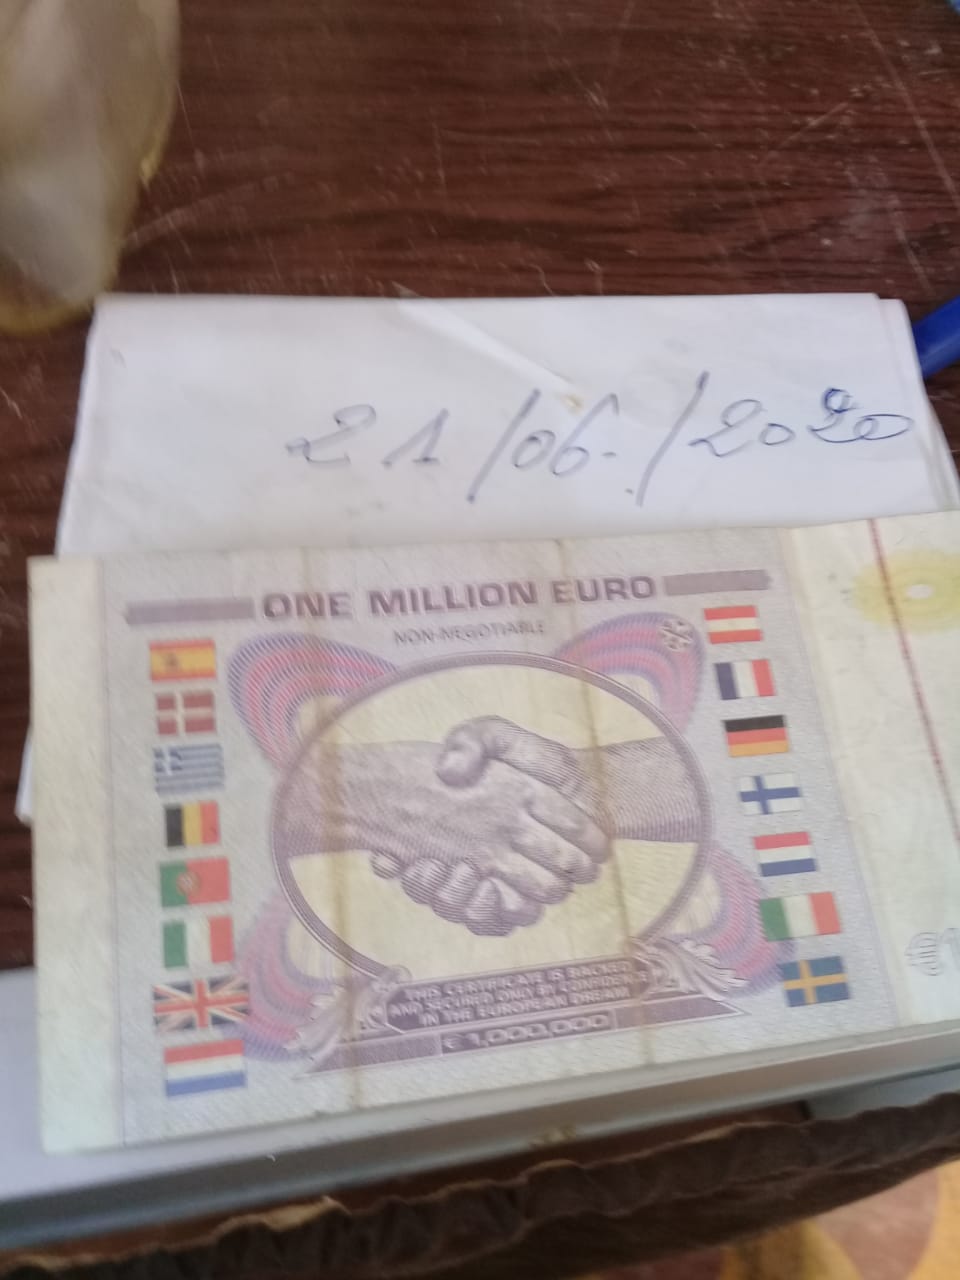 21/06/2020
ONE MILLION EURO
NON-NEGOTIABLE
THIS CERTIFICATE IS BACKED
AND SECURED ONLY BY CONFIDENCE
IN THE EUROPEAN DREAM
€1,000,000
€1